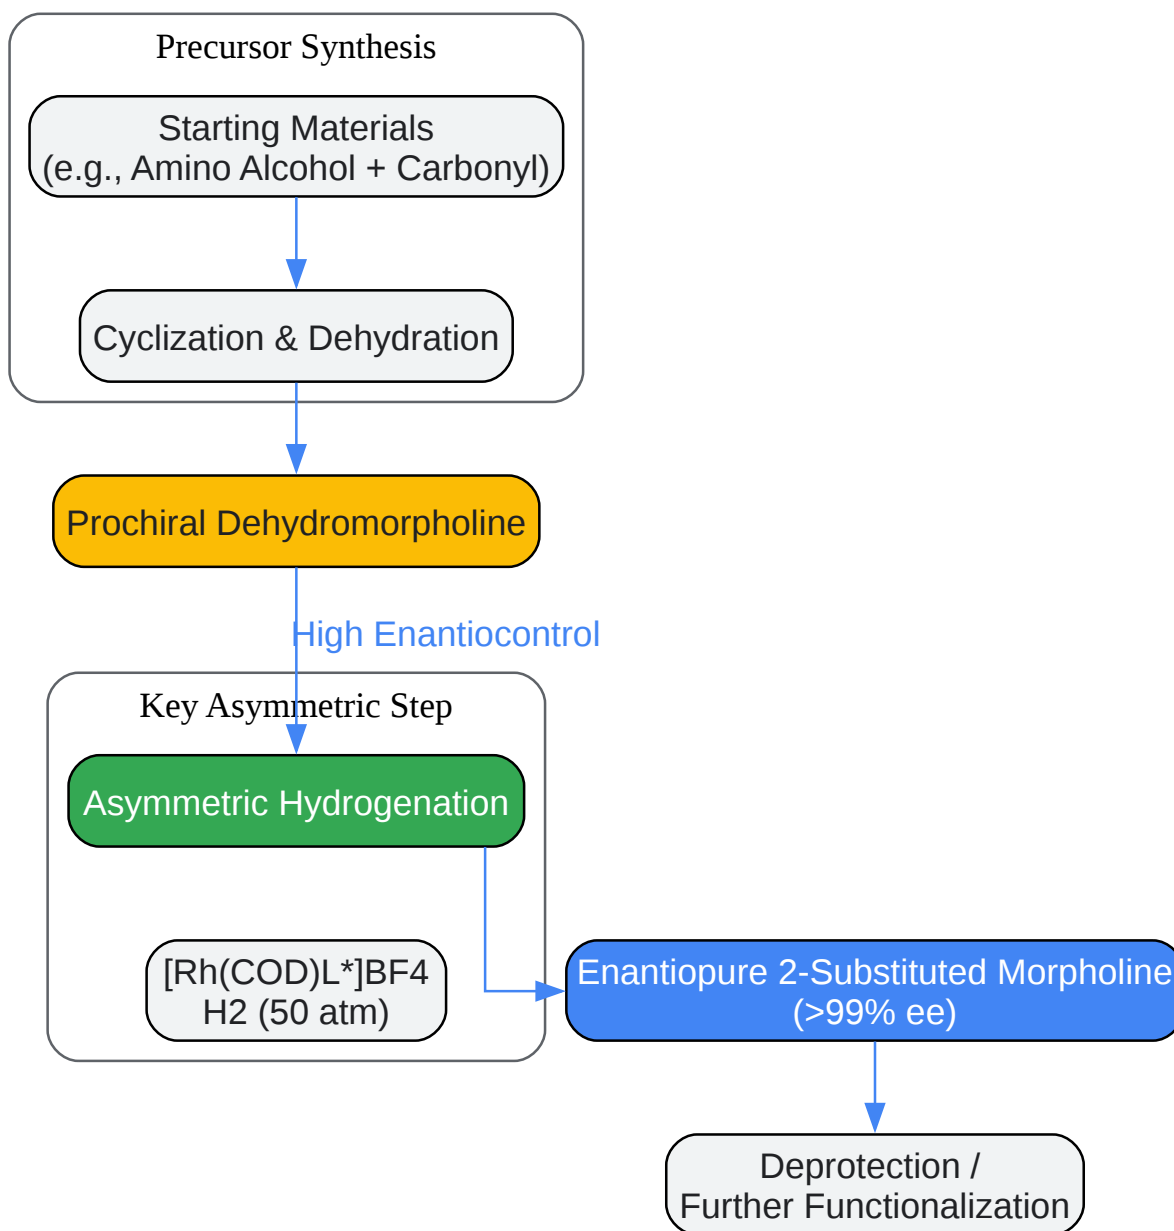 Precursor Synthesis
Starting Materials
(e.g., Amino Alcohol + Carbonyl)
Cyclization & Dehydration
Prochiral Dehydromorpholine
High Enantiocontrol
Key Asymmetric Step
Asymmetric Hydrogenation
[Rh(COD)L*]BF4
H2 (50 atm)
Enantiopure 2-Substituted Morpholine
(>99% ee)
Deprotection /
Further Functionalization